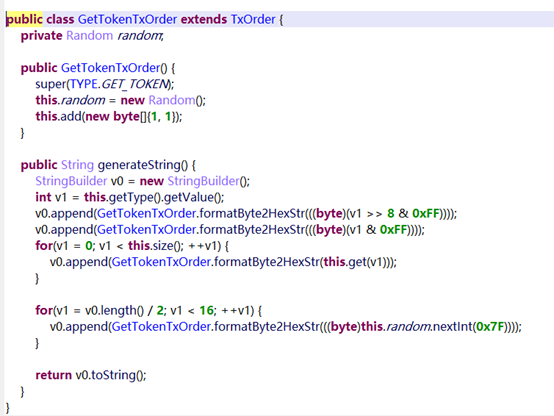 public class GetTokenTxOrder extends TxOrder {
private Random random;
public GetTokenTxOrder() {
super(TYPE.GET_TOKEN);
this.random = new Random();
this.add(new byte[]{1, 1});
}
public String generateString() {
StringBuilder v0 = new StringBuilder();
int v1 = this.getType().getValue();
v0.append(GetTokenTxOrder.formatByte2HexStr(((byte)(v1 >> 8 & 0xFF))));
v0.append(GetTokenTxOrder.formatByte2HexStr(((byte)(v1 & 0xFF))));
for(v1 = 0; v1 < this.size(); ++v1) {
v0.append(GetTokenTxOrder.formatByte2HexStr(this.get(v1)));
}
for(v1 = v0.length() / 2; v1 < 16; ++v1) {
v0.append(GetTokenTxOrder.formatByte2HexStr(((byte)this.random.nextInt(0x7F))));
}
return v0.toString();
}
}